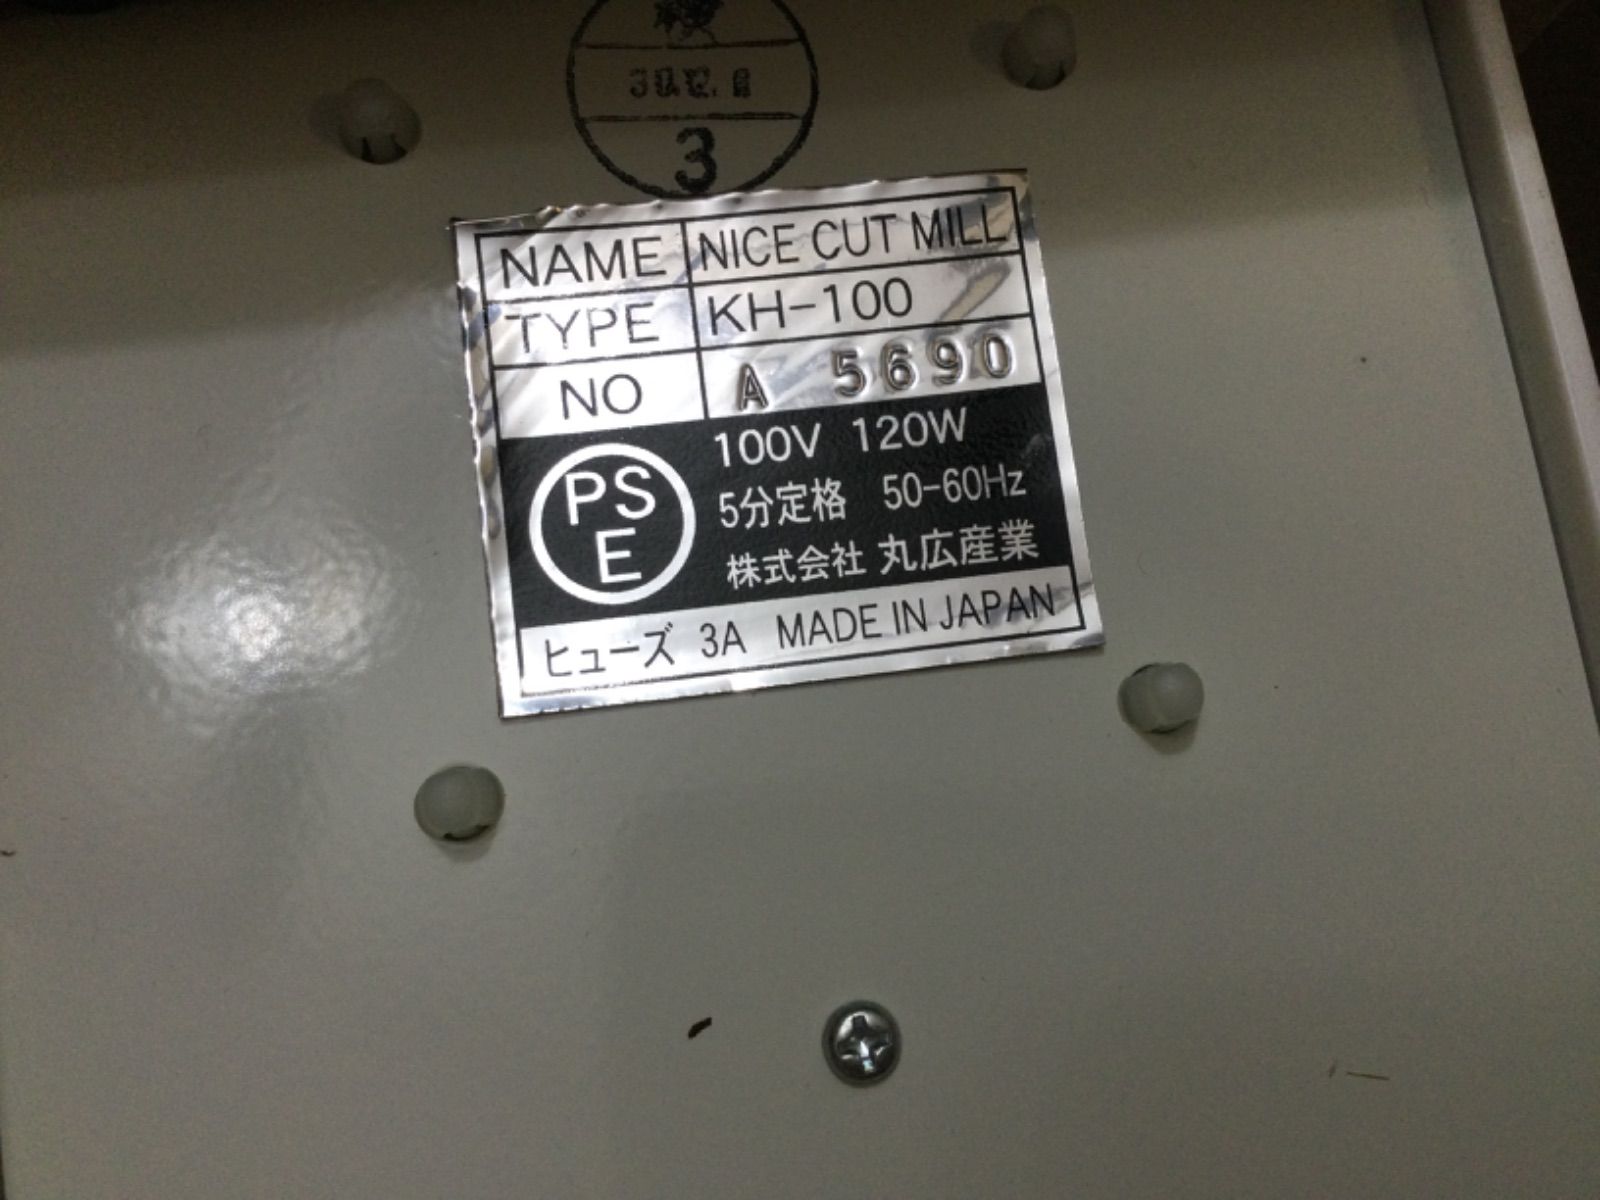 3
NAME NICE CUT MILL
TYPE KH-100
NO A 5690
PS
E
100V 120W
5分定格 50-60Hz
株式会社 丸広産業
ヒューズ 3A MADE IN JAPAN